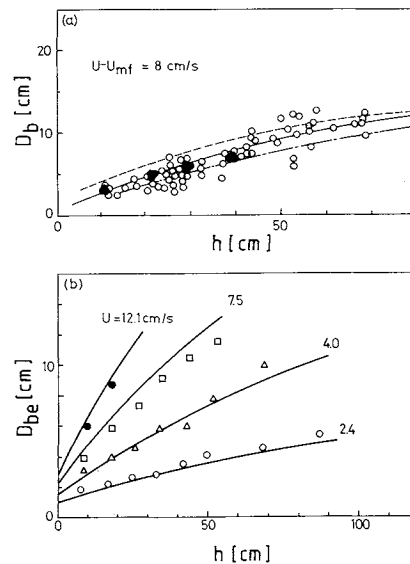 (a)
20
U-Umf = 8 cm/s
Db [cm]
10
0
0
50
h [cm]
(b)
U=12.1cm/s
7.5
4.0
2.4
Dbe [cm]
10
0
0
50
100
h [cm]